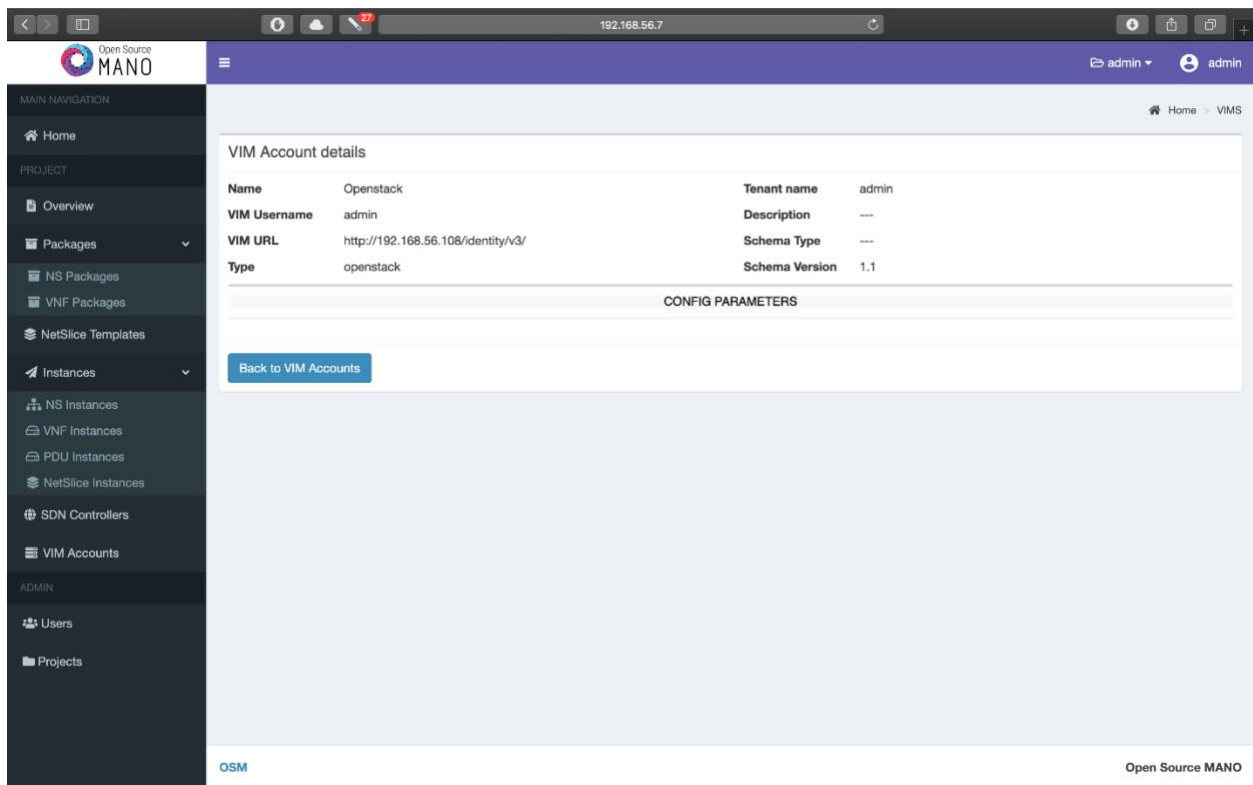 27
192.168.56.7
Open Source
MANO
admin
admin
MAIN NAVIGATION
Home
PROJECT
Overview
Packages
NS Packages
VNF Packages
NetSlice Templates
Instances
NS Instances
VNF Instances
PDU Instances
NetSlice Instances
SDN Controllers
VIM Accounts
ADMIN
Users
Projects
Home > VIMS
VIM Account details
Name Openstack Tenant name admin
VIM Username admin Description ---
VIM URL http://192.168.56.108/identity/v3/ Schema Type ---
Type openstack Schema Version 1.1
CONFIG PARAMETERS
Back to VIM Accounts
OSM Open Source MANO